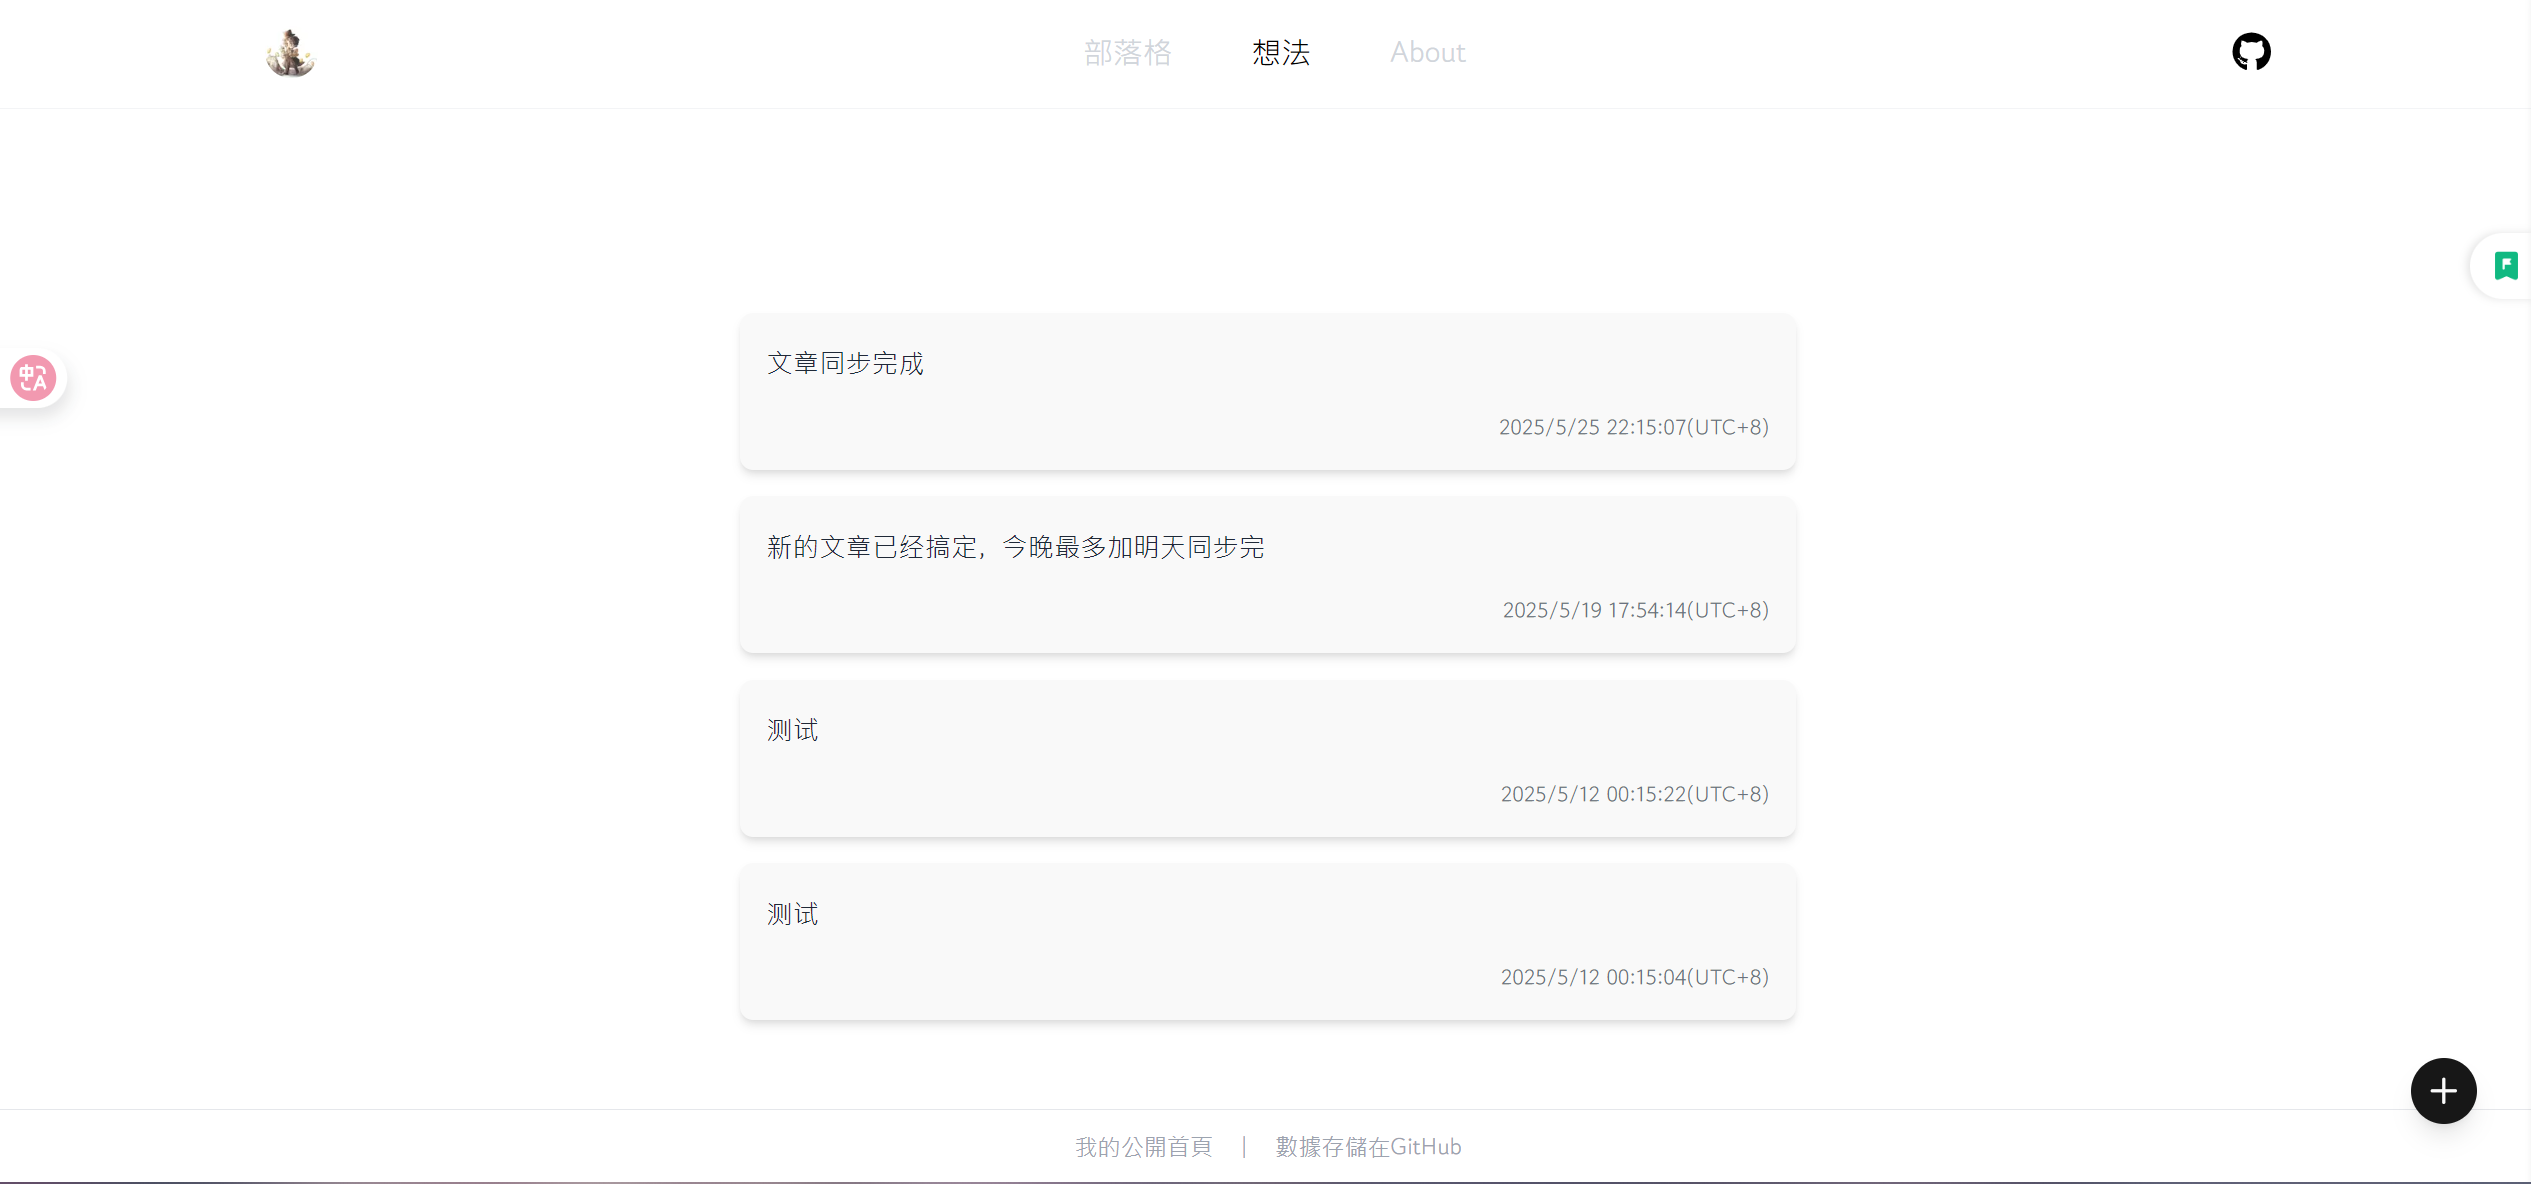 部落格 想法 About
文章同步完成
2025/5/25 22:15:07(UTC+8)
新的文章已经搞定，今晚最多加明天同步完
2025/5/19 17:54:14(UTC+8)
测试
2025/5/12 00:15:22(UTC+8)
测试
2025/5/12 00:15:04(UTC+8)
我的公開首頁 | 數據存儲在GitHub